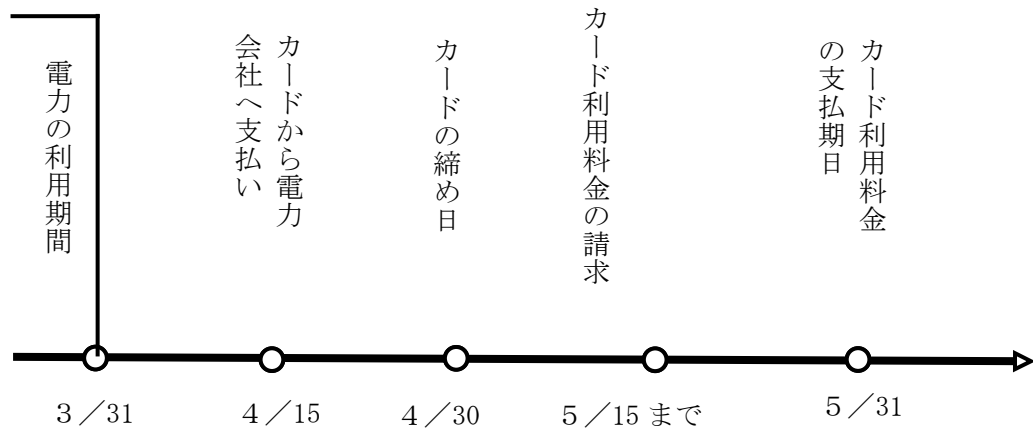 電力の利用期間
カードから電力
会社へ支払い
カードの締め日
カード利用料金の請求
カード利用料金
の支払期日
3/31
4/15
4/30
5/15まで
5/31